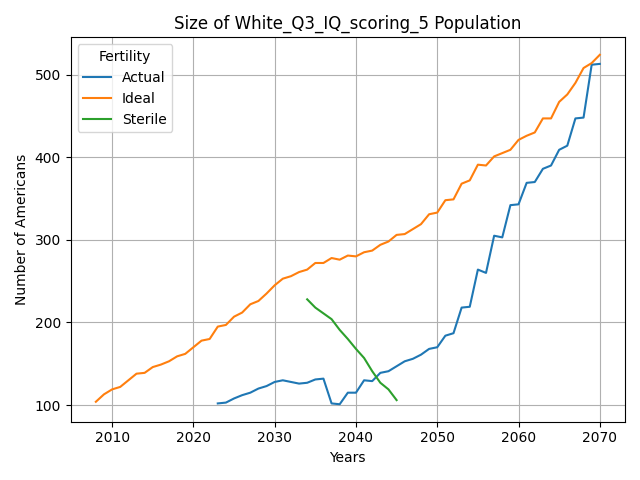 Size of White_Q3_IQ_scoring_5 Population
Fertility
Actual
Ideal
Sterile
Number of Americans
500
400
300
200
100
2010
2020
2030
2040
2050
2060
2070
Years